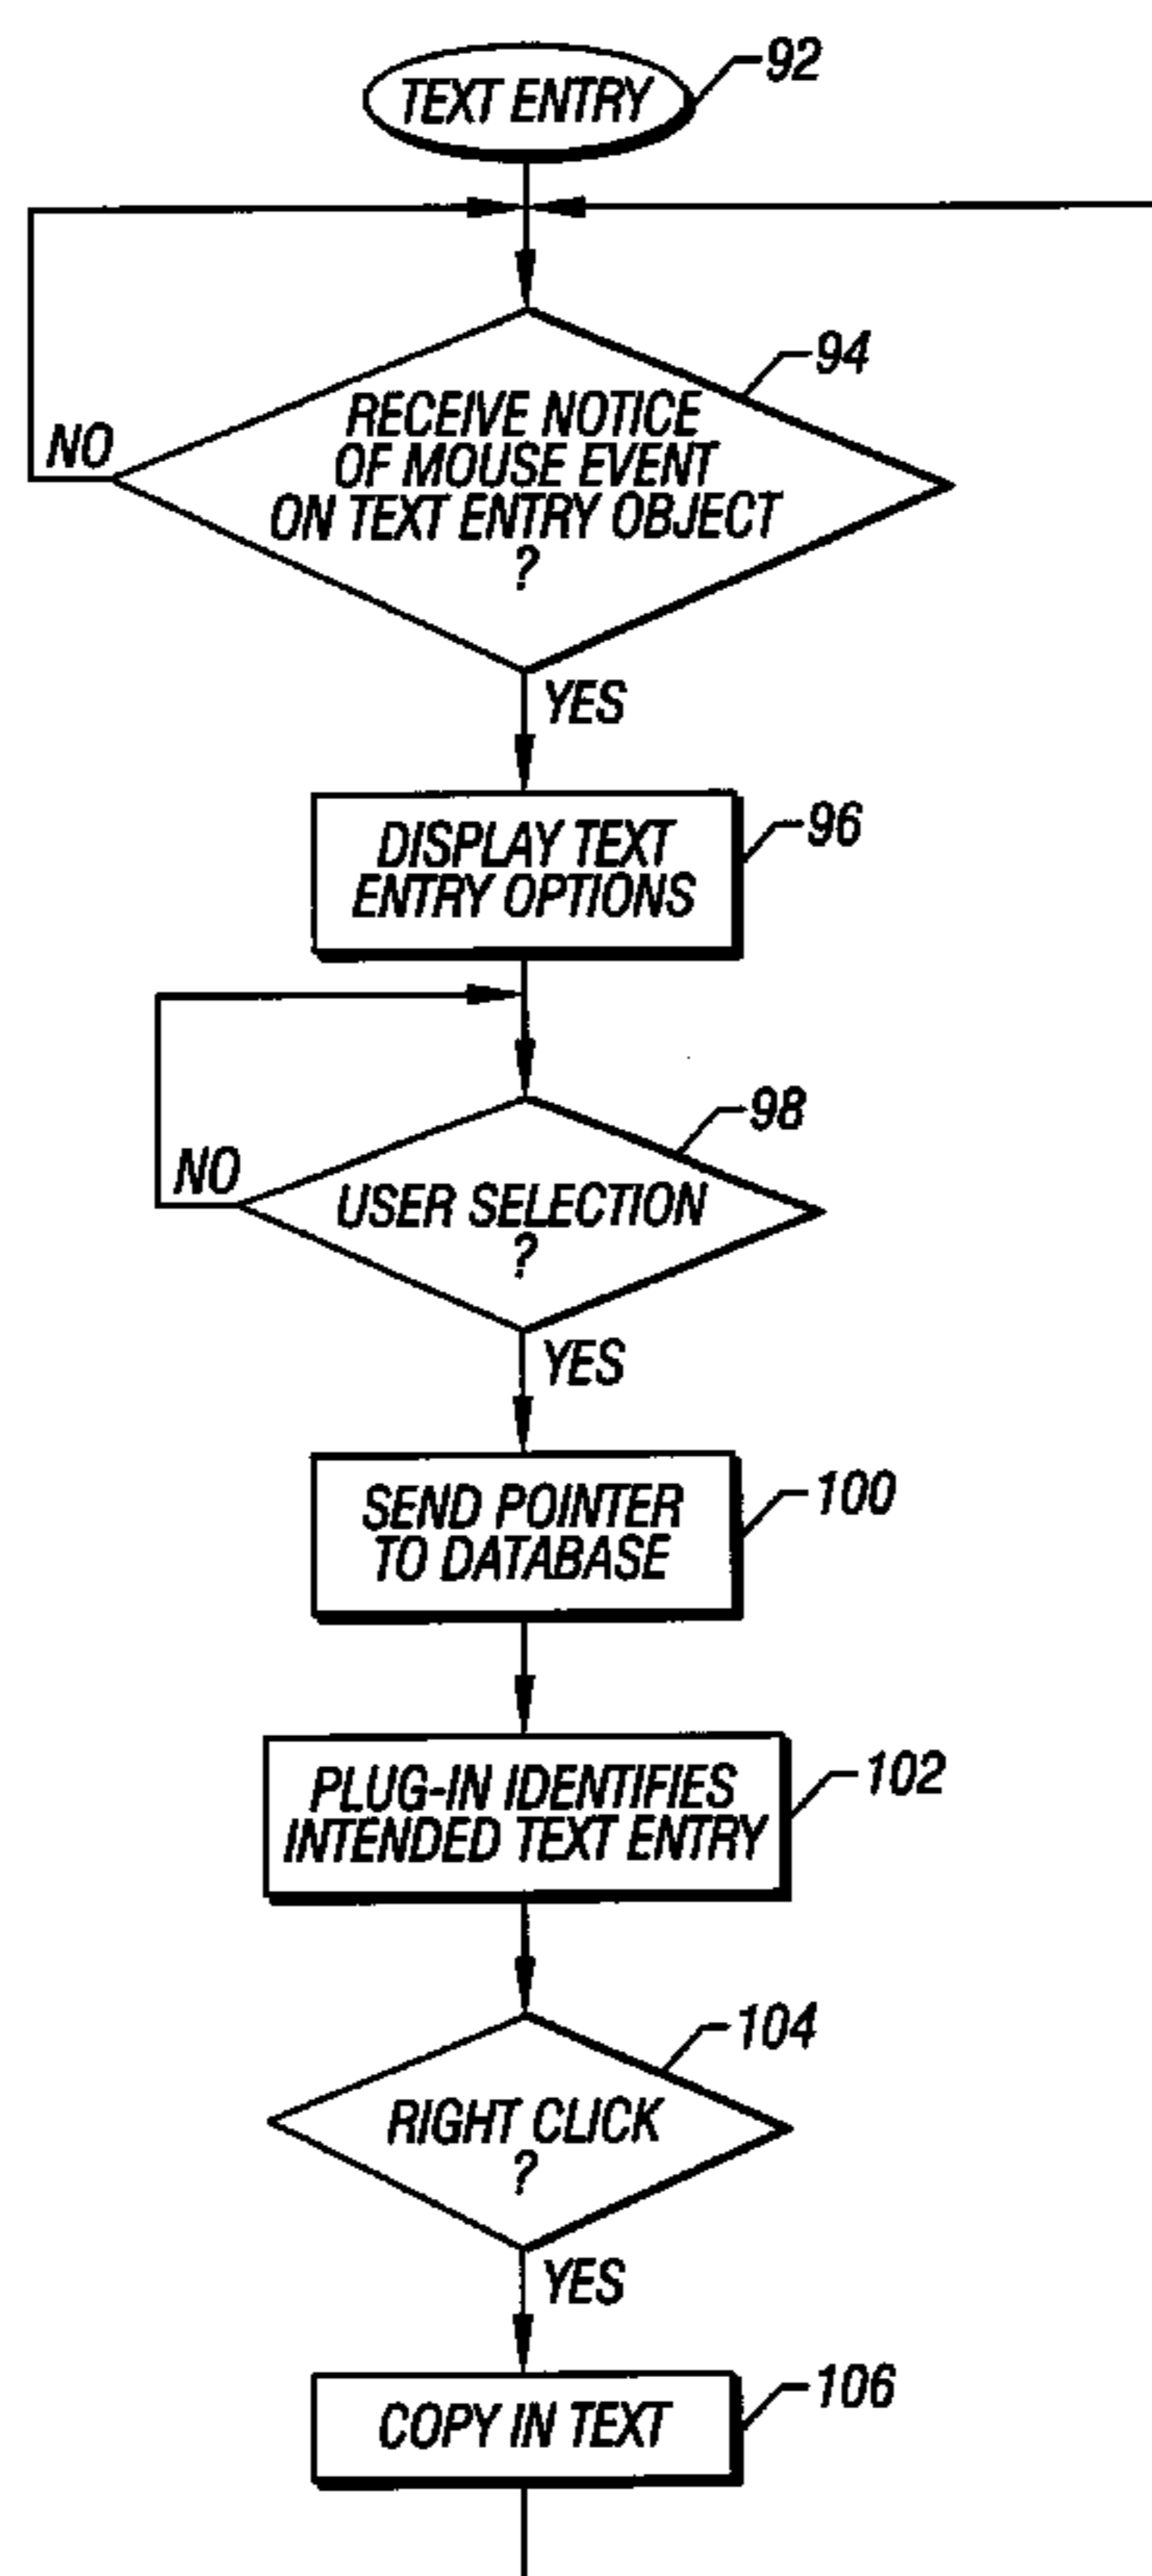 TEXT ENTRY
92
94
RECEIVE NOTICE
OF MOUSE EVENT
ON TEXT ENTRY OBJECT
?
NO
YES
DISPLAY TEXT
ENTRY OPTIONS
96
98
NO
USER SELECTION
?
YES
SEND POINTER
TO DATABASE
100
PLUG-IN IDENTIFIES
INTENDED TEXT ENTRY
102
104
RIGHT CLICK
?
YES
COPY IN TEXT
106